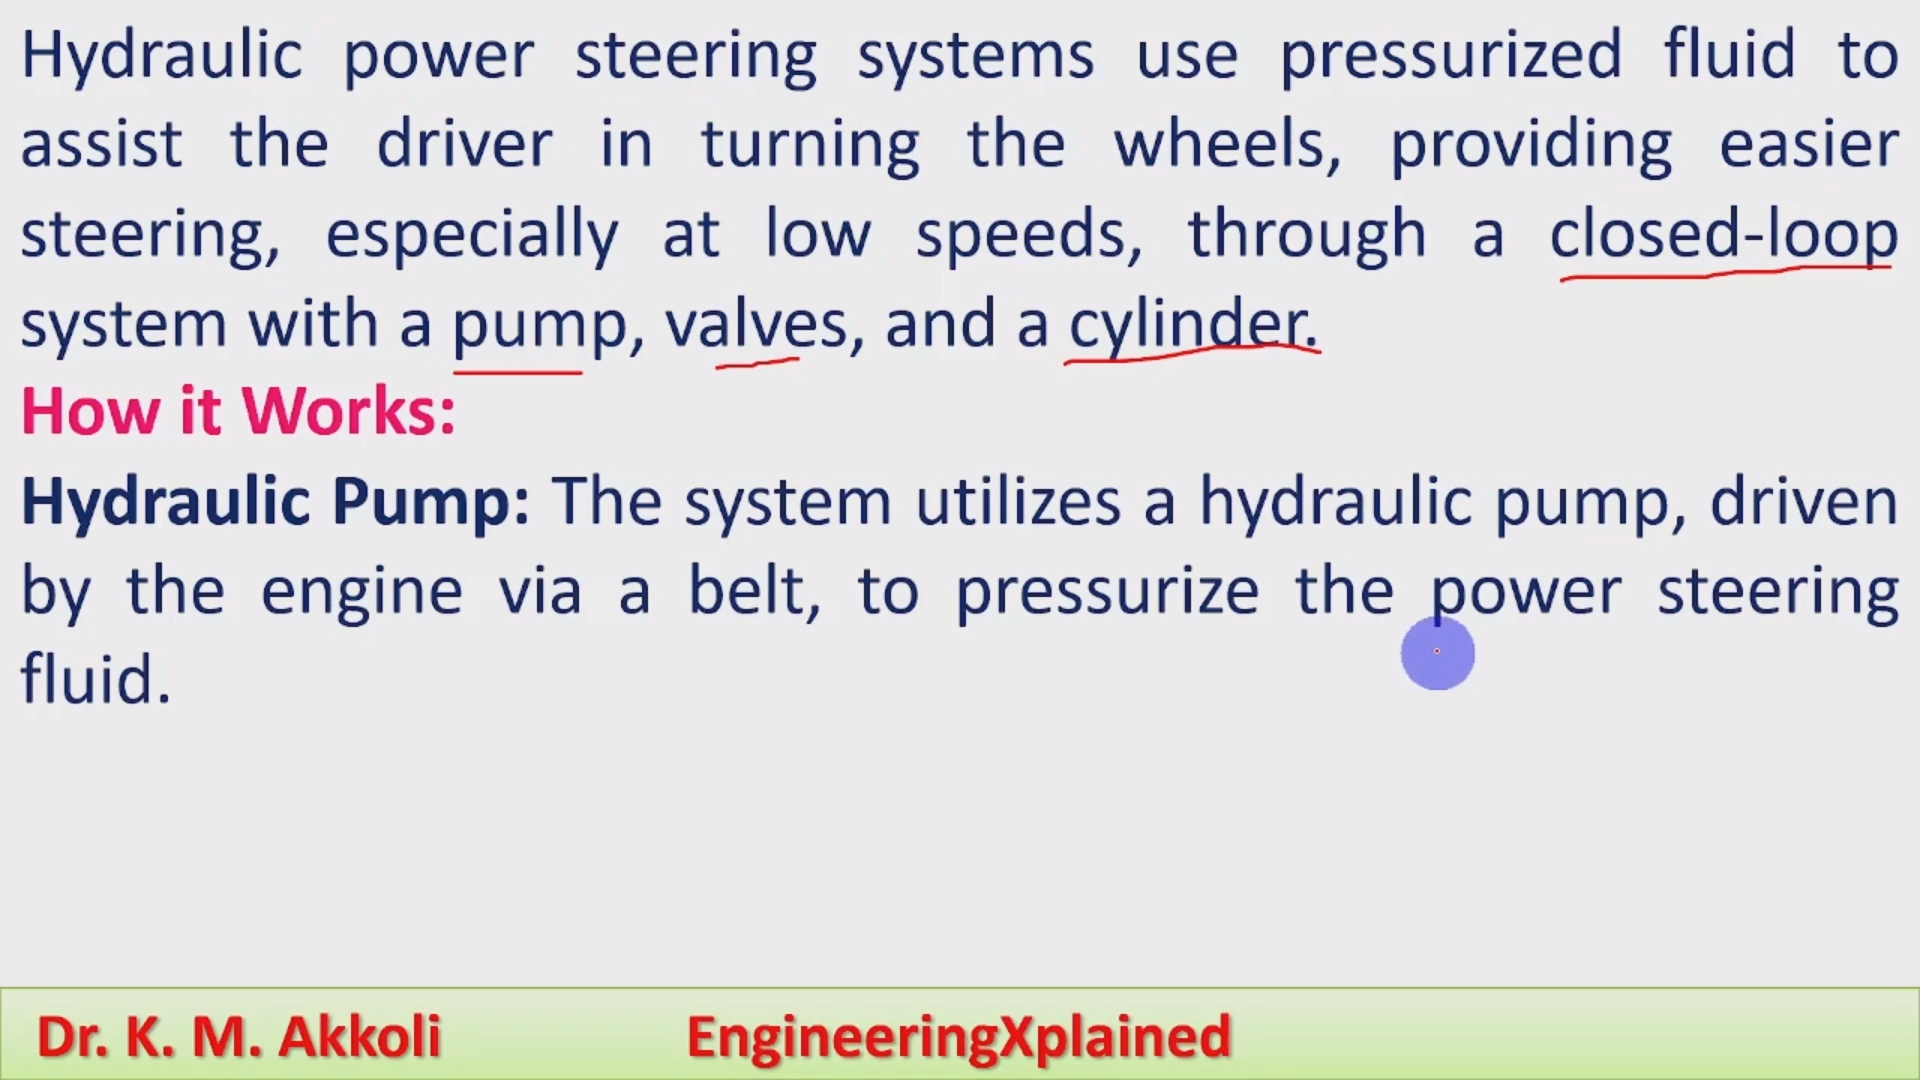 Hydraulic power steering systems use pressurized fluid to
assist the driver in turning the wheels, providing easier
steering, especially at low speeds, through a closed-loop
system with a pump, valves, and a cylinder.
How it Works:
Hydraulic Pump: The system utilizes a hydraulic pump, driven
by the engine via a belt, to pressurize the power steering
fluid.
Dr. K. M. Akkoli EngineeringXplained